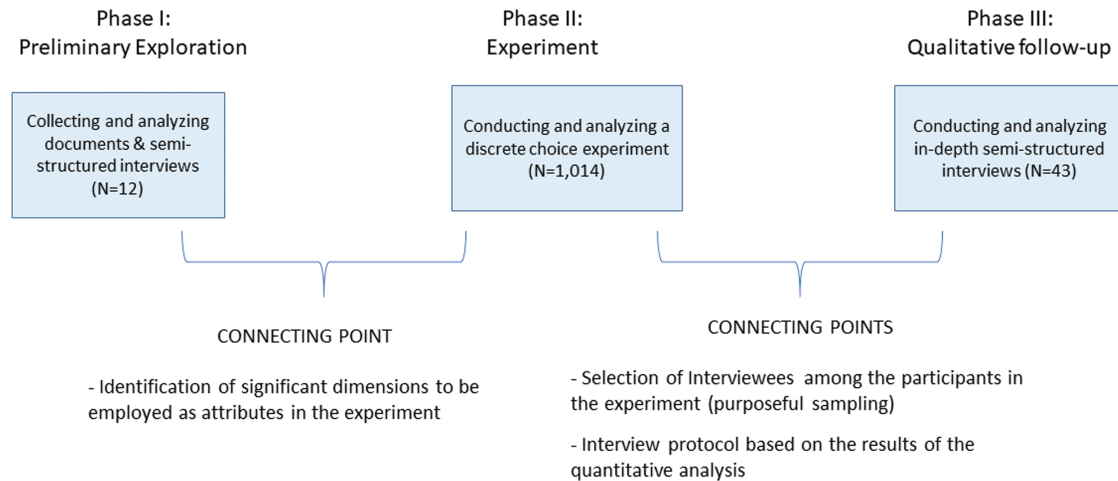 Phase I:
Preliminary Exploration
Collecting and analyzing
documents & semi-
structured interviews
(N=12)
Phase II:
Experiment
Conducting and analyzing a
discrete choice experiment
(N=1,014)
Phase III:
Qualitative follow-up
Conducting and analyzing
in-depth semi-structured
interviews (N=43)
CONNECTING POINT
- Identification of significant dimensions to be
employed as attributes in the experiment
CONNECTING POINTS
- Selection of Interviewees among the participants in
the experiment (purposeful sampling)
- Interview protocol based on the results of the
quantitative analysis